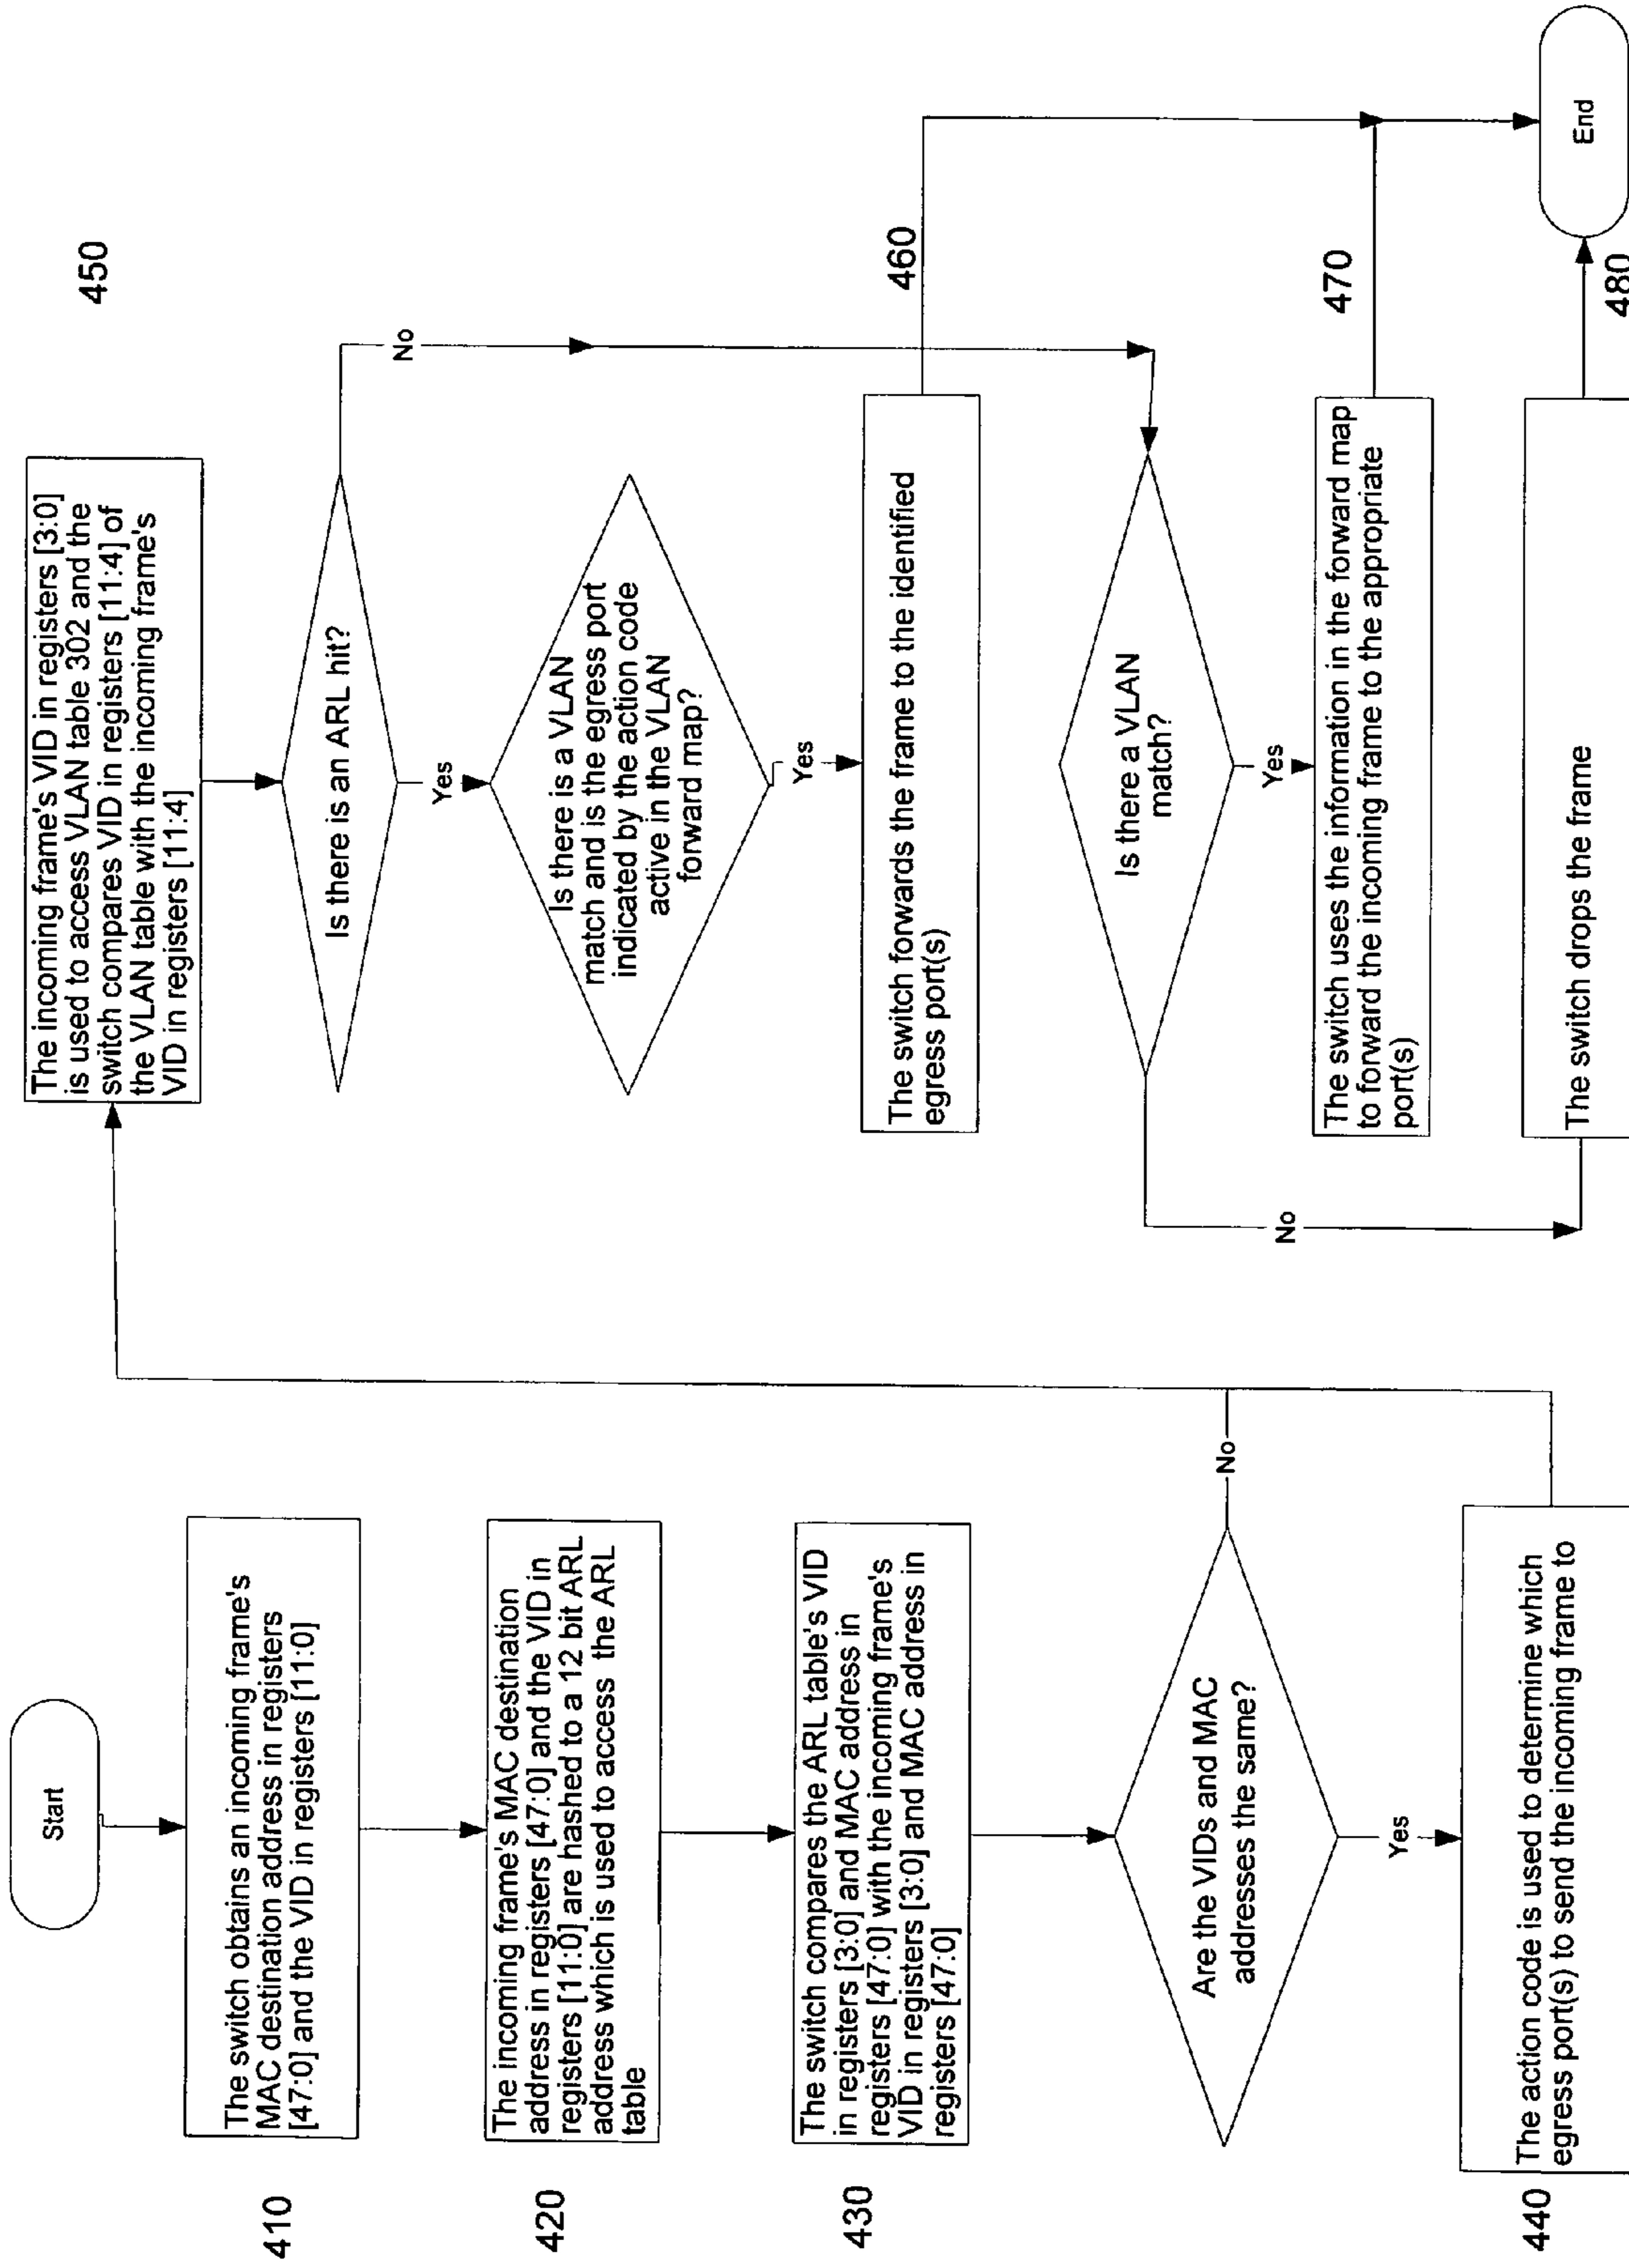 Start
410
The switch obtains an incoming frame's
MAC destination address in registers
[47:0] and the VID in registers [11:0]
420
The incoming frame's MAC destination
address in registers [47:0] and the VID in
registers [11:0] are hashed to a 12 bit ARL
address which is used to access the ARL
table
430
The switch compares the ARL table's VID
in registers [3:0] and MAC address in
registers [47:0] with the incoming frame's
VID in registers [3:0] and MAC address in
registers [47:0]
Are the VIDs and MAC
addresses the same?
No
Yes
440
The action code is used to determine which
egress port(s) to send the incoming frame to
450
The incoming frame's VID in registers [3:0]
is used to access VLAN table 302 and the
switch compares VID in registers [11:4] of
the VLAN table with the incoming frame's
VID in registers [11:4]
Is there is an ARL hit?
No
Yes
Is there is a VLAN
match and is the egress port
indicated by the action code
active in the VLAN
forward map?
Yes
460
The switch forwards the frame to the identified
egress port(s)
Is there a VLAN
match?
Yes
No
470
The switch uses the information in the forward map
to forward the incoming frame to the appropriate
port(s)
480
The switch drops the frame
End